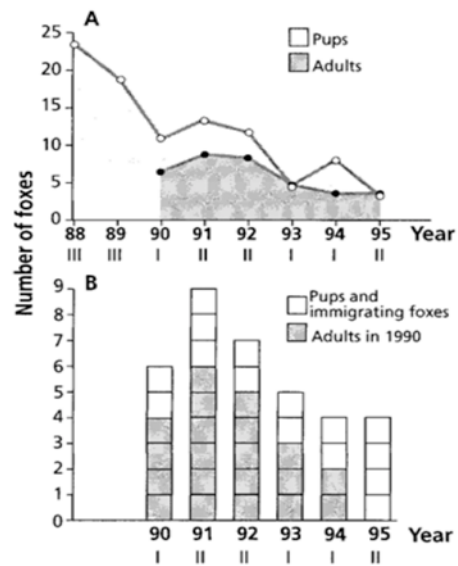 A
Pups
Adults
25
20
15
10
5
0
88 89 90 91 92 93 94 95 Year
III III I II II I I II
Number of foxes
B
Pups and
immigrating foxes
Adults in 1990
9
8
7
6
5
4
3
2
1
0
90 91 92 93 94 95 Year
I II II I I II